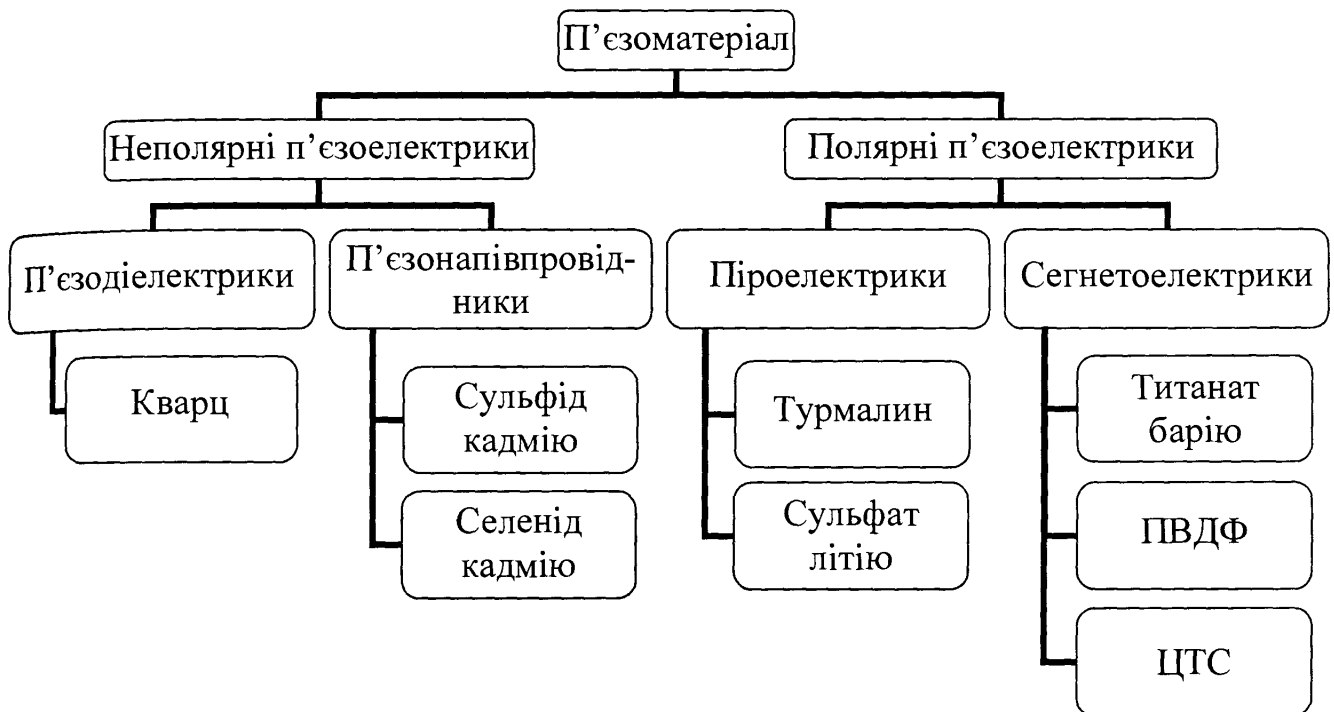 П’єзоматеріал
Неполярні п’єзоелектрики
Полярні п’єзоелектрики
П’єзодіелектрики
П’єзонапівпровід-
ники
Піроелектрики
Сегнетоелектрики
Кварц
Сульфід
кадмію
Селенід
кадмію
Турмалин
Сульфат
літію
Титанат
барію
ПВДФ
ЦТС